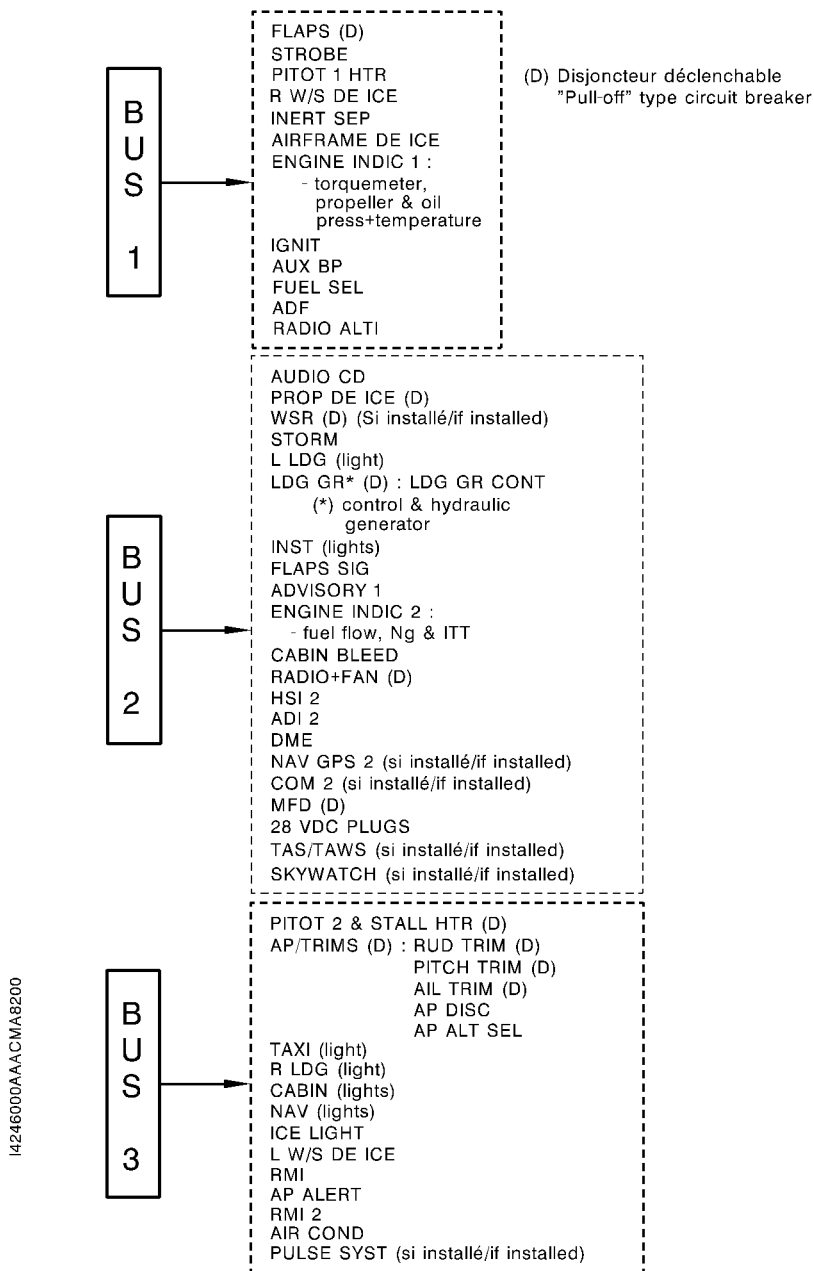 FLAPS (D)
STROBE
PITOT 1 HTR
R W/S DE ICE
INERT SEP
AIRFRAME DE ICE
ENGINE INDIC 1 :
- torquemeter,
propeller & oil
press+temperature
IGNIT
AUX BP
FUEL SEL
ADF
RADIO ALTI
BUS 1
(D) Disjoncteur déclenchable
"Pull-off" type circuit breaker
AUDIO CD
PROP DE ICE (D)
WSR (D) (Si installé/if installed)
STORM
L LDG (light)
LDG GR* (D) : LDG GR CONT
(*) control & hydraulic
generator
INST (lights)
FLAPS SIG
ADVISORY 1
ENGINE INDIC 2 :
- fuel flow, Ng & ITT
CABIN BLEED
RADIO+FAN (D)
HSI 2
ADI 2
DME
NAV GPS 2 (si installé/if installed)
COM 2 (si installé/if installed)
MFD (D)
28 VDC PLUGS
TAS/TAWS (si installé/if installed)
SKYWATCH (si installé/if installed)
BUS 2
PITOT 2 & STALL HTR (D)
AP/TRIMS (D) : RUD TRIM (D)
PITCH TRIM (D)
AIL TRIM (D)
AP DISC
AP ALT SEL
TAXI (light)
R LDG (light)
CABIN (lights)
NAV (lights)
ICE LIGHT
L W/S DE ICE
RMI
AP ALERT
RMI 2
AIR COND
PULSE SYST (si installé/if installed)
BUS 3
I4246000AAACMA8200